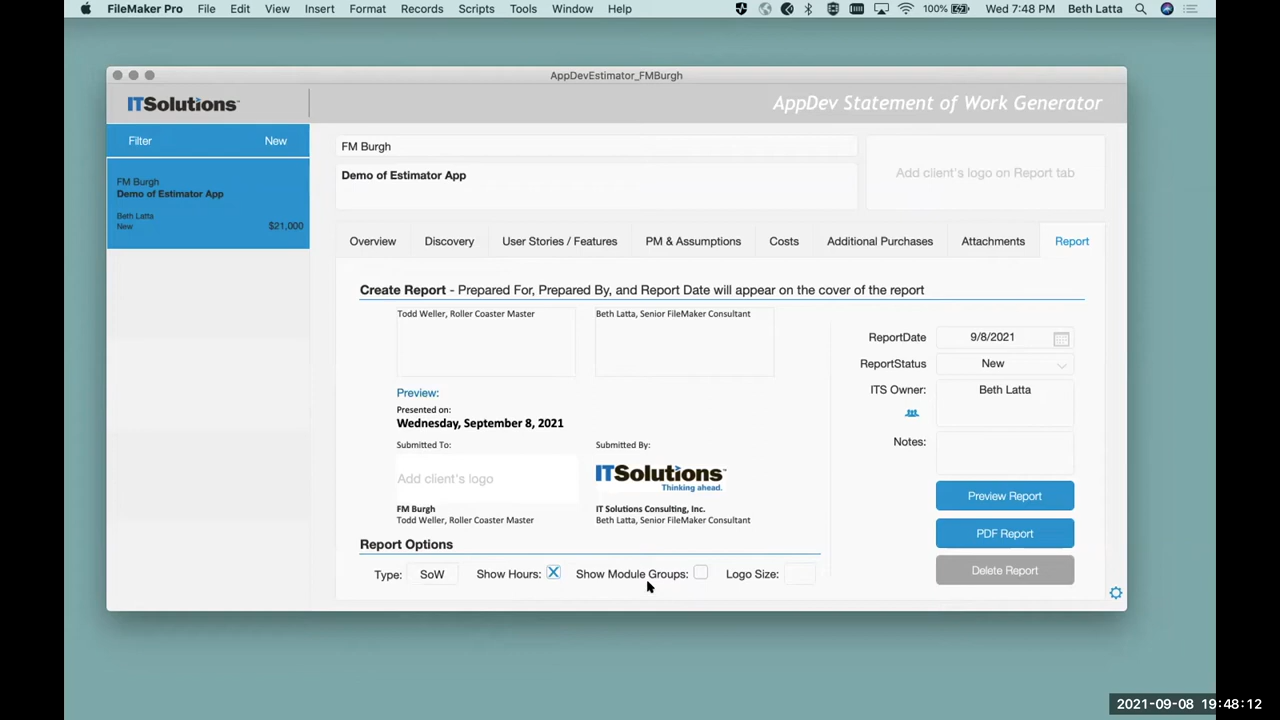 FileMaker Pro File Edit View Insert Format Records Scripts Tools Window Help 100% Wed 7:48 PM Beth Latta
AppDevEstimator_FMBurgh
ITSolutions
AppDev Statement of Work Generator
Filter New
FM Burgh
Demo of Estimator App
Beth Latta
New $21,000
FM Burgh
Demo of Estimator App
Add client's logo on Report tab
Overview Discovery User Stories / Features PM & Assumptions Costs Additional Purchases Attachments Report
Create Report - Prepared For, Prepared By, and Report Date will appear on the cover of the report
Todd Weller, Roller Coaster Master Beth Latta, Senior FileMaker Consultant
Preview:
Presented on:
Wednesday, September 8, 2021
Submitted To: Submitted By:
Add client's logo
ITSolutions
Thinking ahead.
FM Burgh IT Solutions Consulting, Inc.
Todd Weller, Roller Coaster Master Beth Latta, Senior FileMaker Consultant
Report Options
Type: SoW Show Hours: Show Module Groups: Logo Size:
ReportDate 9/8/2021
ReportStatus New
ITS Owner: Beth Latta
Notes:
Preview Report
PDF Report
Delete Report
2021-09-08 19:48:12